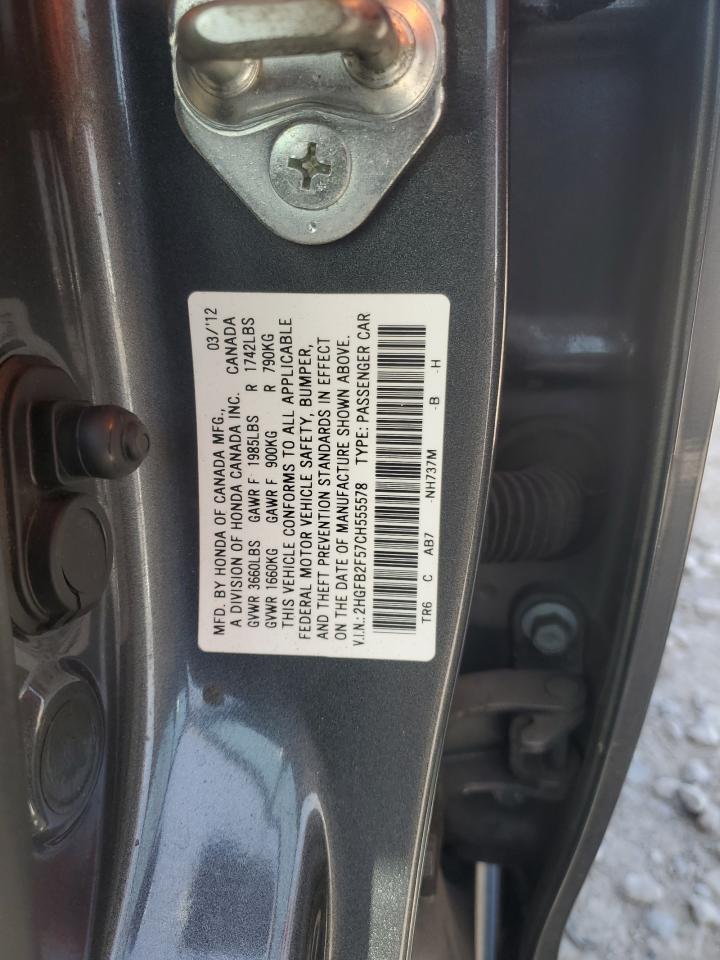 MFD. BY HONDA OF CANADA MFG., 03/'12
A DIVISION OF HONDA CANADA INC. CANADA
GVWR 3660LBS GAWR F 1985LBS R 1742LBS
GVWR 1660KG GAWR F 900KG R 790KG
THIS VEHICLE CONFORMS TO ALL APPLICABLE
FEDERAL MOTOR VEHICLE SAFETY, BUMPER,
AND THEFT PREVENTION STANDARDS IN EFFECT
ON THE DATE OF MANUFACTURE SHOWN ABOVE.
V.I.N.: 2HGFB2F57CH555578 TYPE: PASSENGER CAR
TR6 C AB7 -NH737M -B -H